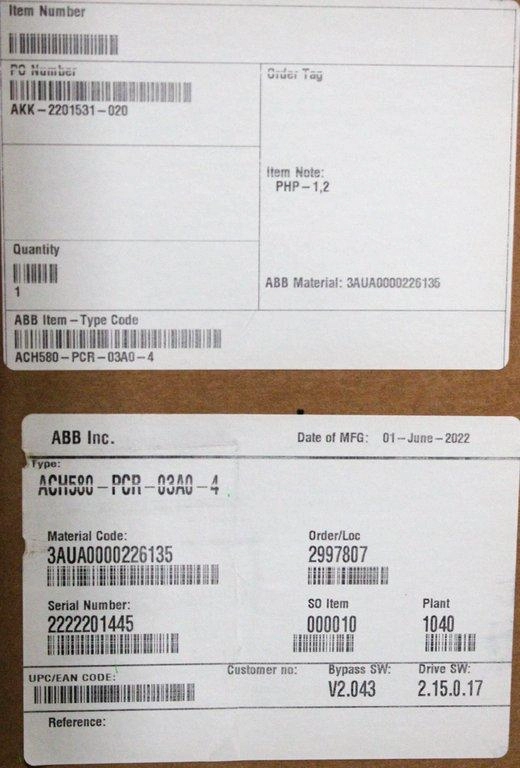 Item Number
PO Number
AKK-2201531-020
Order Tag
Item Note:
PHP-1,2
Quantity
1
ABB Material: 3AUA0000226135
ABB Item-Type Code
ACH580-PCR-03A0-4
ABB Inc.
Date of MFG: 01-June-2022
Type:
ACH580-PCR-03A0-4
Material Code:
3AUA0000226135
Order/Loc
2997807
Serial Number:
2222201445
SO Item
000010
Plant
1040
UPC/EAN CODE:
Customer no:
Bypass SW:
V2.043
Drive SW:
2.15.0.17
Reference: